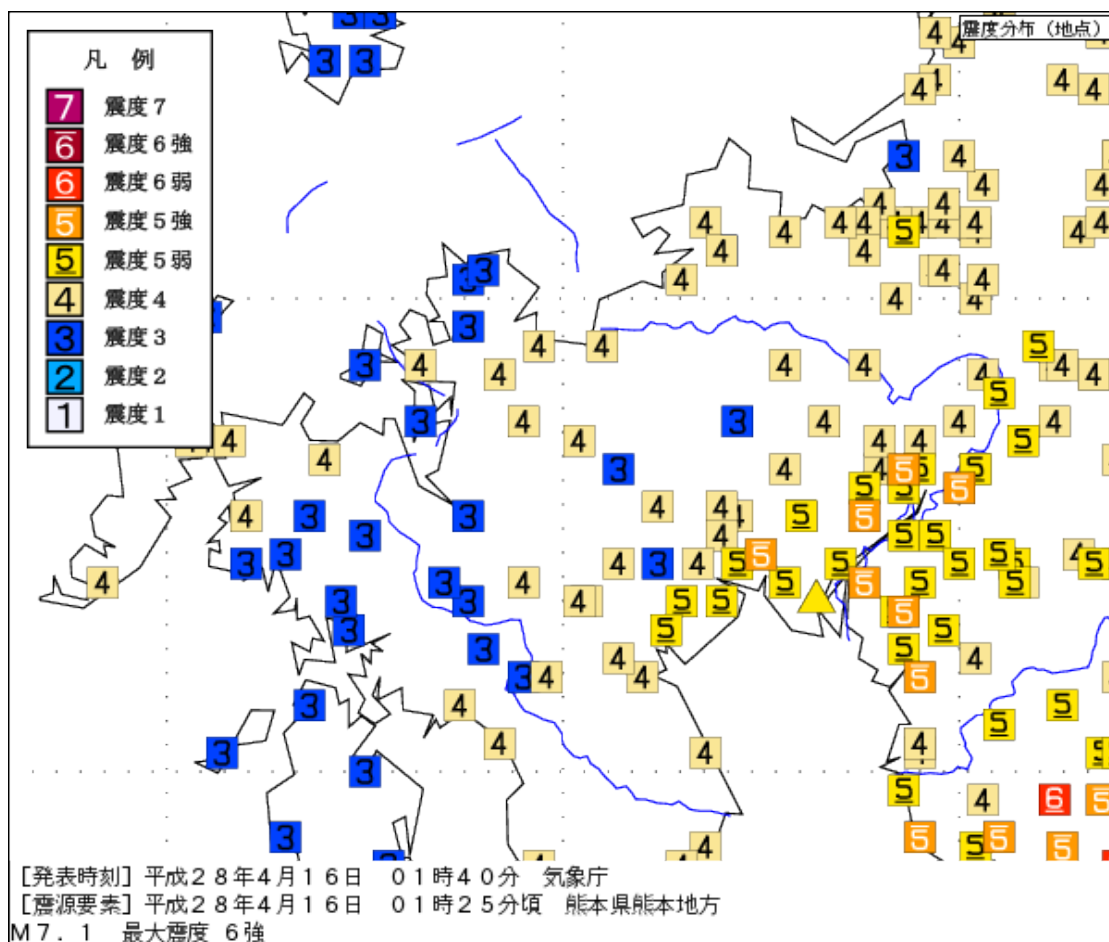 震度分布（地点）
凡 例
7 震度７
6 震度６強
6 震度６弱
5 震度５強
5 震度５弱
4 震度４
3 震度３
2 震度２
1 震度１
[発表時刻] 平成２８年４月１６日 ０１時４０分 気象庁
[震源要素] 平成２８年４月１６日 ０１時２５分頃 熊本県熊本地方
Ｍ７．１ 最大震度 ６強